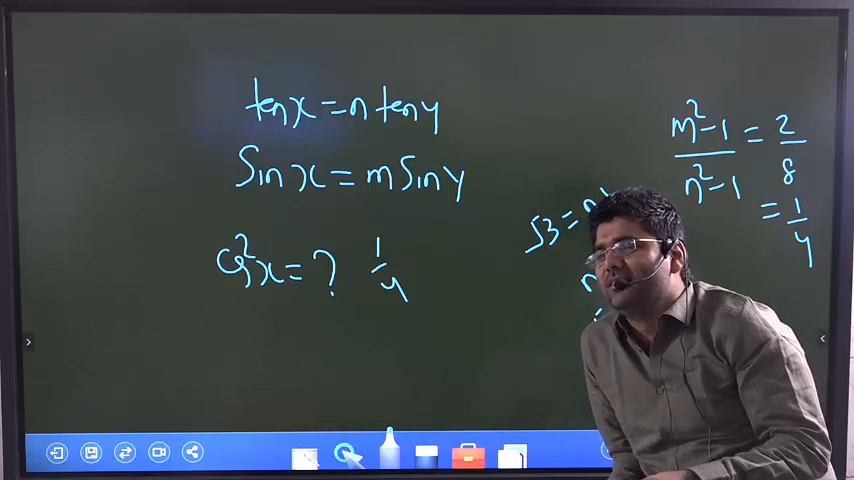 tan x = n tan y
Sin x = m Sin y
Cos²x = ? 1/4
√3 = n
m² - 1 / n² - 1 = 2/8
= 1/4